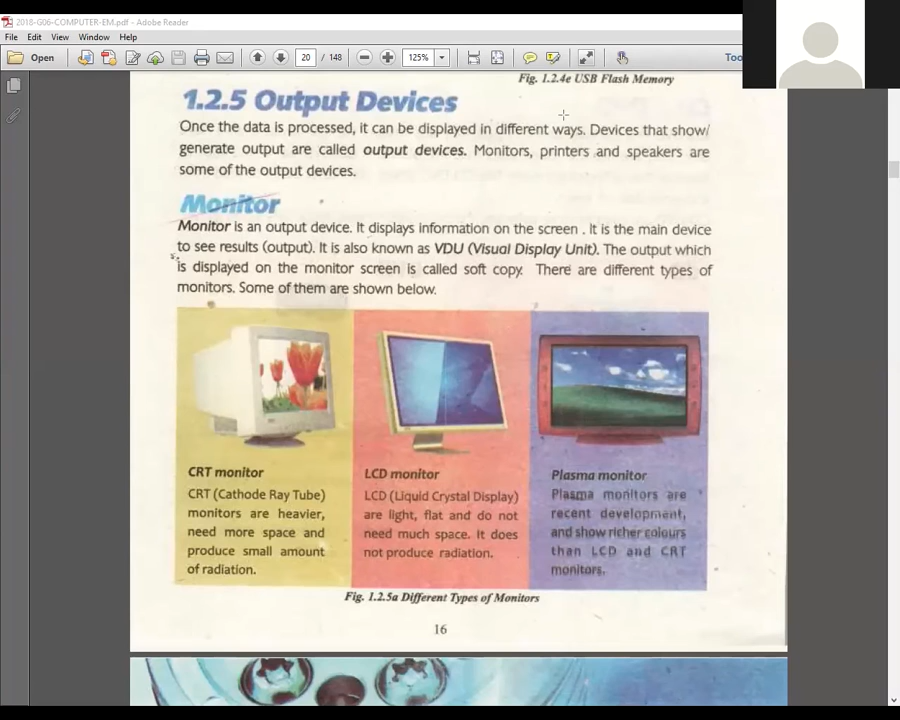 2018-G06-COMPUTER-EM.pdf - Adobe Reader
File Edit View Window Help
Open 20 / 148 125% Too
Fig. 1.2.4e USB Flash Memory
1.2.5 Output Devices
Once the data is processed, it can be displayed in different ways. Devices that show/
generate output are called output devices. Monitors, printers and speakers are
some of the output devices.
Monitor
Monitor is an output device. It displays information on the screen . It is the main device
to see results (output). It is also known as VDU (Visual Display Unit). The output which
is displayed on the monitor screen is called soft copy. There are different types of
monitors. Some of them are shown below.
CRT monitor
CRT (Cathode Ray Tube)
monitors are heavier,
need more space and
produce small amount
of radiation.
LCD monitor
LCD (Liquid Crystal Display)
are light, flat and do not
need much space. It does
not produce radiation.
Plasma monitor
Plasma monitors are
recent development,
and show richer colours
than LCD and CRT
monitors.
Fig. 1.2.5a Different Types of Monitors
16